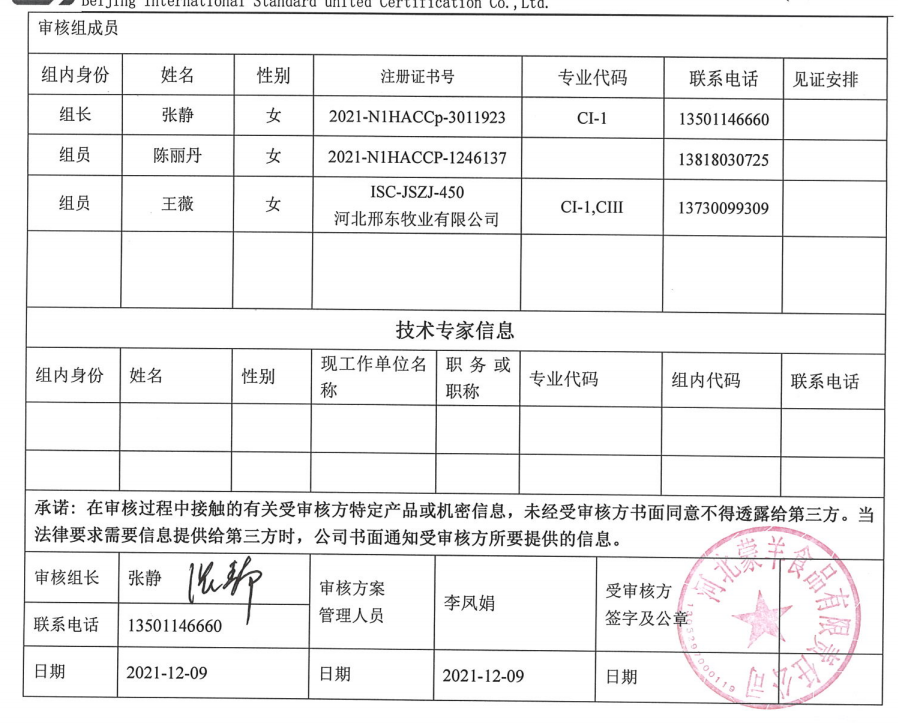 Beijing International Standard united Certification Co.,Ltd.
审核组成员
组内身份 姓名 性别 注册证书号 专业代码 联系电话 见证安排
组长 张静 女 2021-N1HACCp-3011923 CI-1 13501146660
组员 陈丽丹 女 2021-N1HACCP-1246137 13818030725
组员 王薇 女 ISC-JSZJ-450 CI-1,CIII 13730099309
河北邢东牧业有限公司
技术专家信息
组内身份 姓名 性别 现工作单位名 职务或 专业代码 组内代码 联系电话
称 职称
承诺：在审核过程中接触的有关受审核方特定产品或机密信息，未经受审核方书面同意不得透露给第三方。当
法律要求需要信息提供给第三方时，公司书面通知受审核方所要提供的信息。
审核组长 张静 张静 审核方案 李凤娟 受审核方
管理人员 签字及公章
联系电话 13501146660
日期 2021-12-09 日期 2021-12-09 日期
河北蒙羊食品有限责任公司